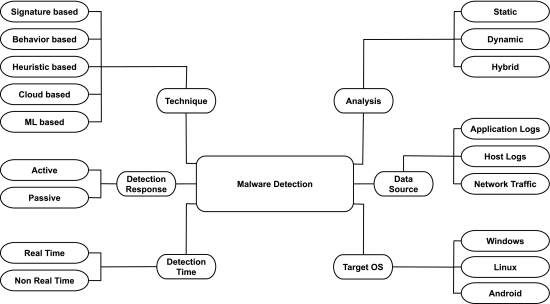 Signature based
Behavior based
Heuristic based
Cloud based
ML based
Technique
Static
Dynamic
Hybrid
Analysis
Active
Passive
Detection
Response
Malware Detection
Data
Source
Application Logs
Host Logs
Network Traffic
Real Time
Non Real Time
Detection
Time
Target OS
Windows
Linux
Android